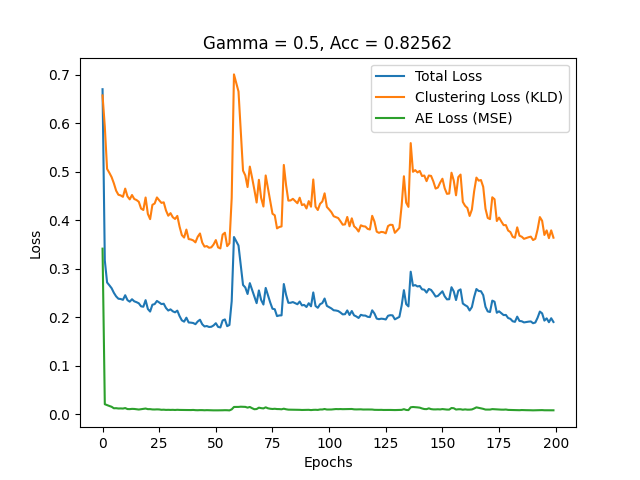 Gamma = 0.5, Acc = 0.82562
Total Loss
Clustering Loss (KLD)
AE Loss (MSE)
0.7
0.6
0.5
0.4
0.3
0.2
0.1
0.0
Loss
0 25 50 75 100 125 150 175 200
Epochs